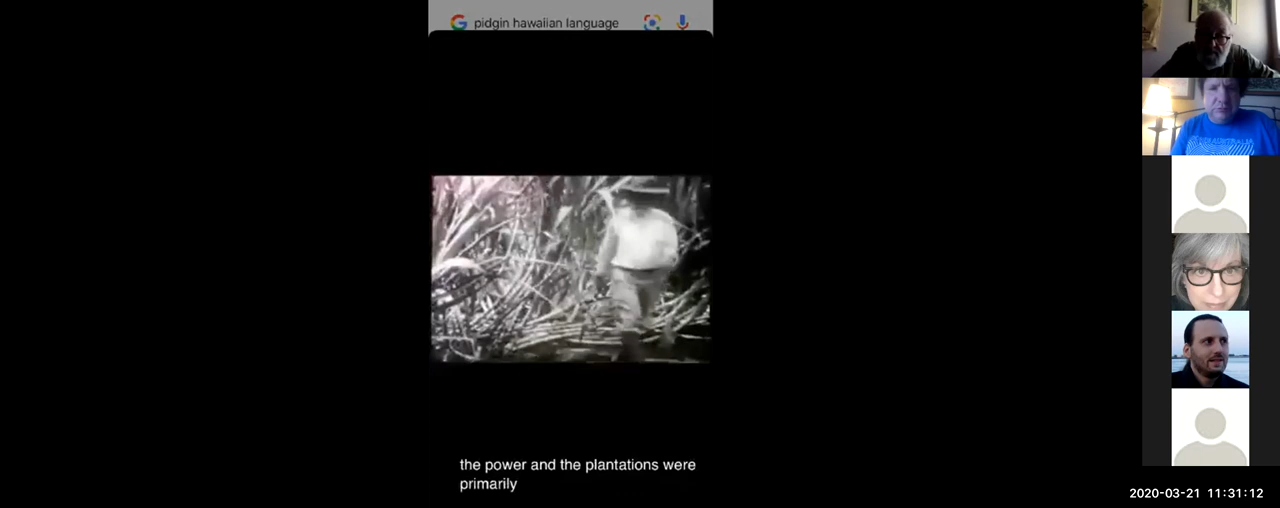 pidgin hawaiian language
the power and the plantations were
primarily
2020-03-21 11:31:12